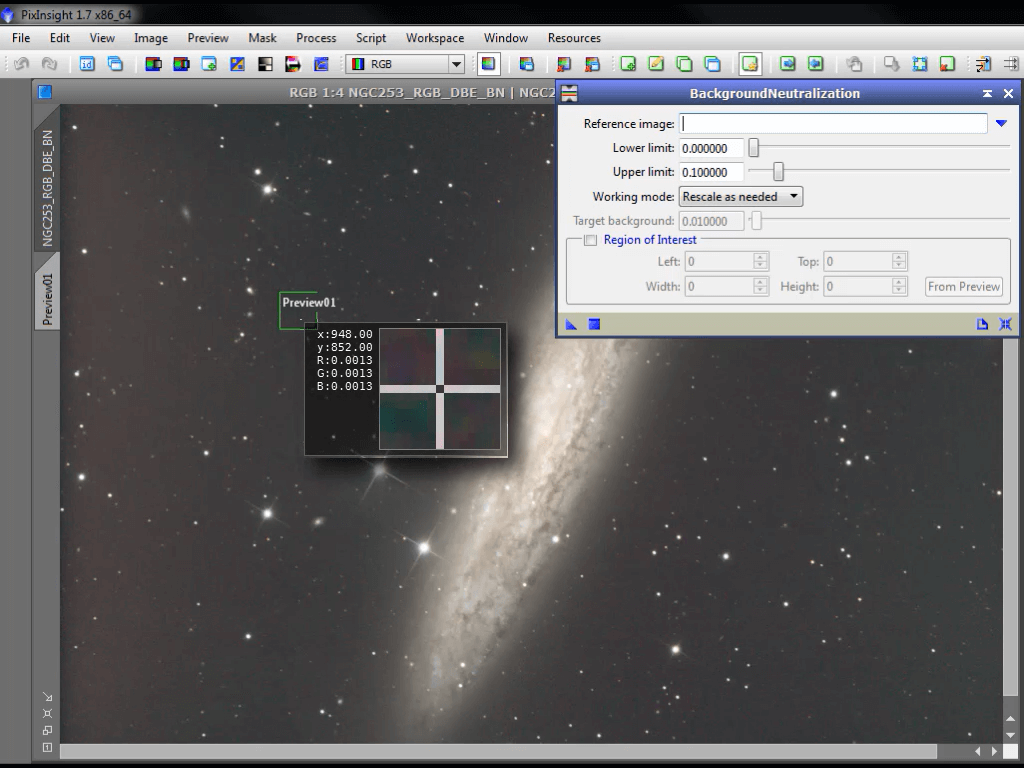 PixInsight 1.7 x86_64
File Edit View Image Preview Mask Process Script Workspace Window Resources
RGB
RGB 1:4 NGC253_RGB_DBE_BN | NGC2
BackgroundNeutralization
Reference image:
Lower limit: 0.000000
Upper limit: 0.100000
Working mode: Rescale as needed
Target background: 0.010000
Region of Interest
Left: 0 Top: 0
Width: 0 Height: 0 From Preview
NGC253_RGB_DBE_BN
Preview01
Preview01
x:948.00
y:852.00
R:0.0013
G:0.0013
B:0.0013